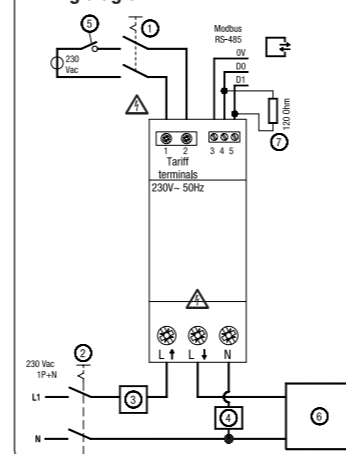 5
1
Modbus
RS-485
0V
D0
D1
230
Vac
120 Ohm
7
1 2
3 4 5
Tariff
terminals
230V~ 50Hz
L ↑ L ↓ N
2
230 Vac
1P+N
L1
3
4
6
N